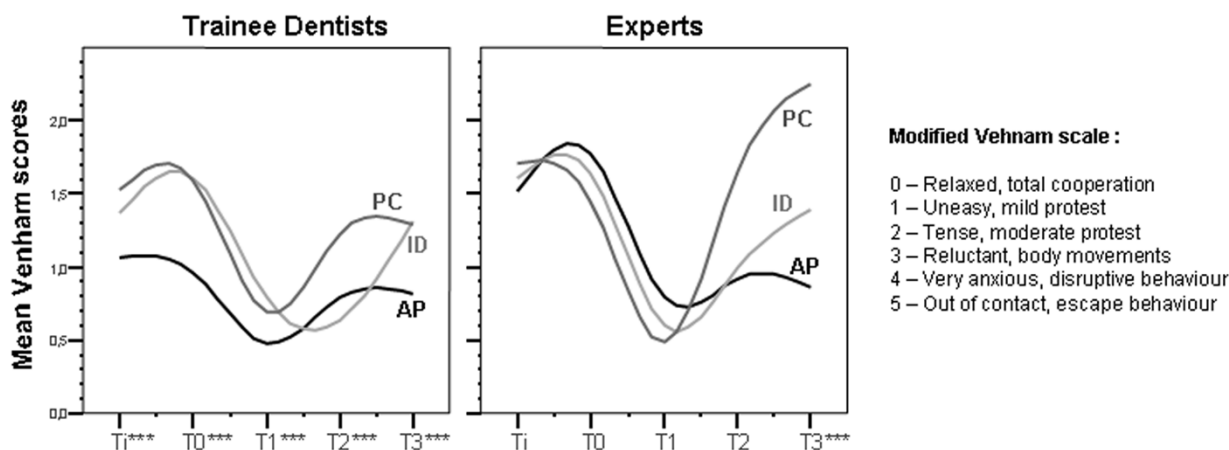 Trainee Dentists
Experts
Mean Venham scores
2,0
1,5
1,0
0,5
0,0
PC
ID
AP
Ti*** T0*** T1*** T2*** T3***
PC
ID
AP
Ti T0 T1 T2 T3***
Modified Vehnam scale :
0 – Relaxed, total cooperation
1 – Uneasy, mild protest
2 – Tense, moderate protest
3 – Reluctant, body movements
4 – Very anxious, disruptive behaviour
5 – Out of contact, escape behaviour